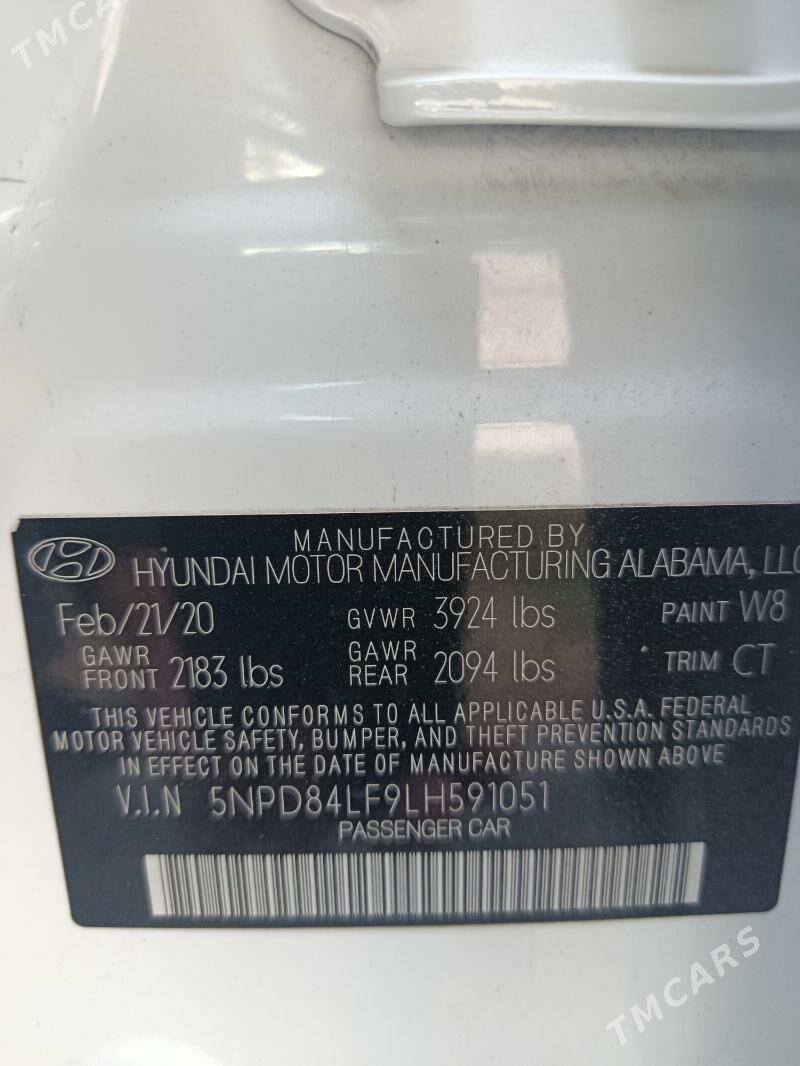 TMCARS
MANUFACTURED BY
HYUNDAI MOTOR MANUFACTURING ALABAMA, LLC
Feb/21/20 GVWR 3924 lbs PAINT W8
GAWR FRONT 2183 lbs GAWR REAR 2094 lbs TRIM CT
THIS VEHICLE CONFORMS TO ALL APPLICABLE U.S.A. FEDERAL
MOTOR VEHICLE SAFETY, BUMPER, AND THEFT PREVENTION STANDARDS
IN EFFECT ON THE DATE OF MANUFACTURE SHOWN ABOVE
V.I.N 5NPD84LF9LH591051
PASSENGER CAR
TMCARS